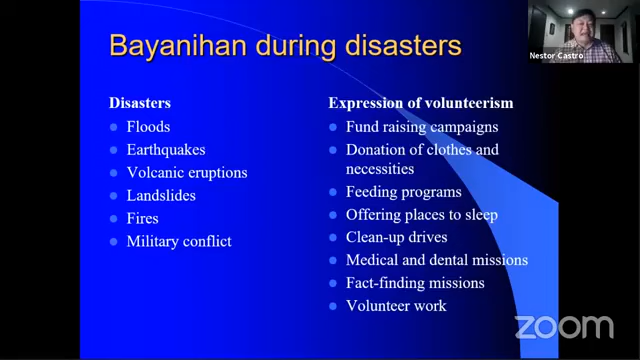 Bayanihan during disasters
Nestor Castro
Disasters
Floods
Earthquakes
Volcanic eruptions
Landslides
Fires
Military conflict
Expression of volunteerism
Fund raising campaigns
Donation of clothes and
necessities
Feeding programs
Offering places to sleep
Clean-up drives
Medical and dental missions
Fact-finding missions
Volunteer work
zoom